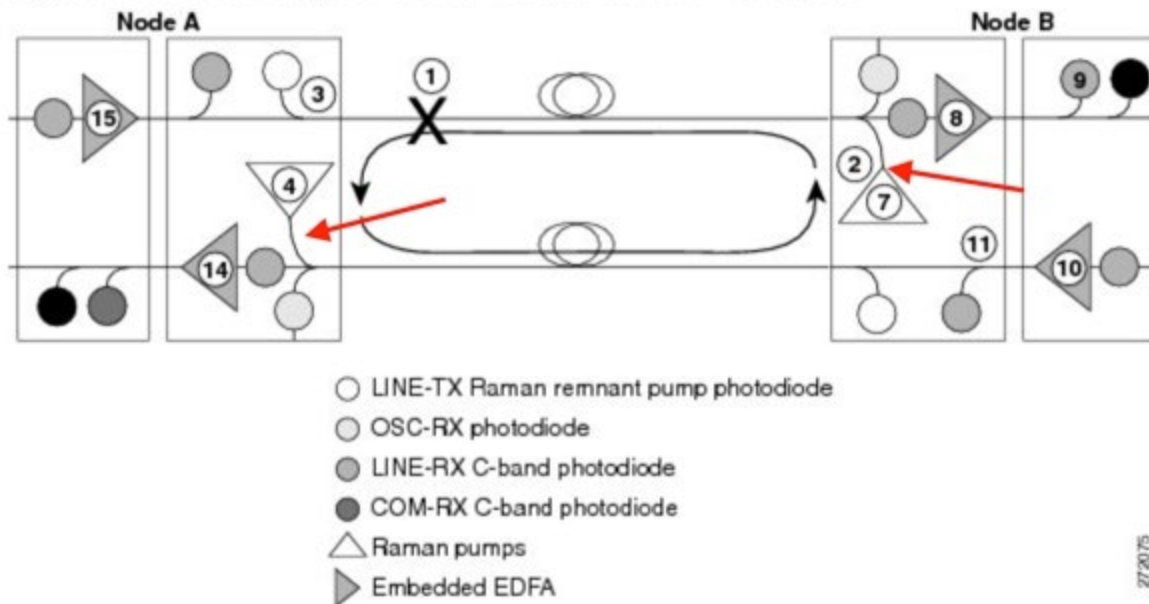 Node A
Node B
1
3
15
9
8
2
4
7
11
14
10
LINE-TX Raman remnant pump photodiode
OSC-RX photodiode
LINE-RX C-band photodiode
COM-RX C-band photodiode
Raman pumps
Embedded EDFA
272075